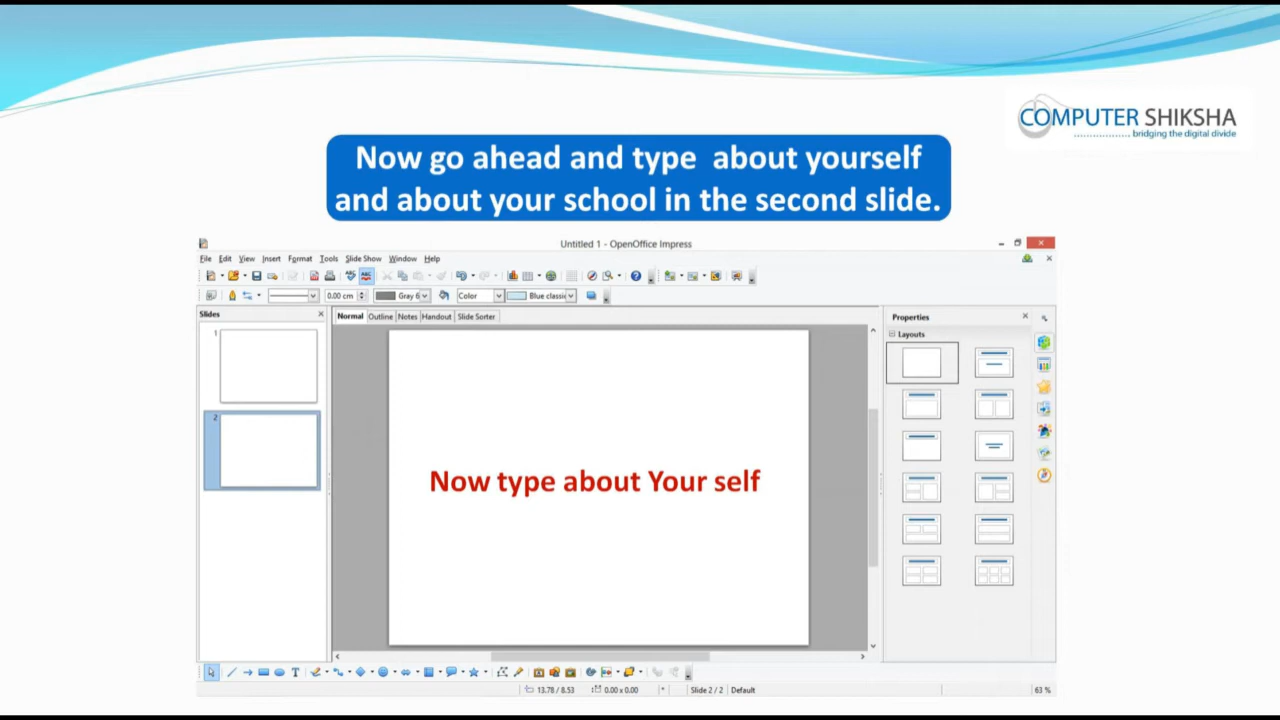 COMPUTER SHIKSHA
bridging the digital divide
Now go ahead and type about yourself
and about your school in the second slide.
Untitled 1 - OpenOffice Impress
File Edit View Insert Format Tools Slide Show Window Help
0.00 cm Gray 6 Color Blue classi
Slides
Normal Outline Notes Handout Slide Sorter
Properties
Layouts
1
2
Now type about Your self
13.78 / 8.53 0.00 x 0.00 * Slide 2 / 2 Default 63 %